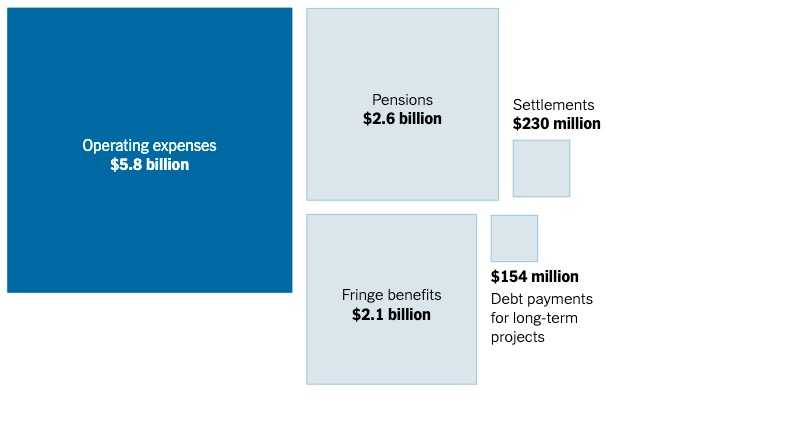 Operating expenses
$5.8 billion
Pensions
$2.6 billion
Settlements
$230 million
Fringe benefits
$2.1 billion
$154 million
Debt payments
for long-term
projects